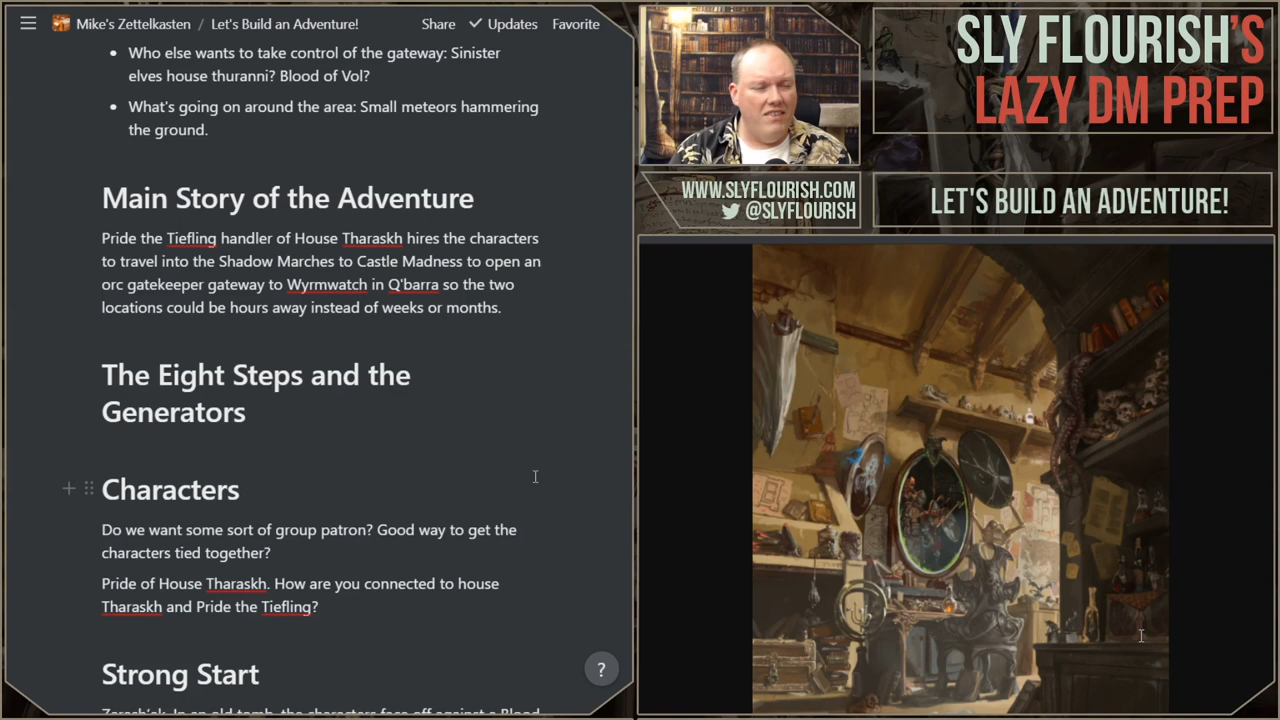 Mike's Zettelkasten / Let's Build an Adventure!
Share Updates Favorite
Who else wants to take control of the gateway: Sinister
elves house thuranni? Blood of Vol?
What's going on around the area: Small meteors hammering
the ground.
Main Story of the Adventure
Pride the Tiefling handler of House Tharaskh hires the characters
to travel into the Shadow Marches to Castle Madness to open an
orc gatekeeper gateway to Wyrmwatch in Q'barra so the two
locations could be hours away instead of weeks or months.
The Eight Steps and the
Generators
Characters
Do we want some sort of group patron? Good way to get the
characters tied together?
Pride of House Tharaskh. How are you connected to house
Tharaskh and Pride the Tiefling?
Strong Start
?
SLY FLOURISH'S
LAZY DM PREP
WWW.SLYFLOURISH.COM
@SLYFLOURISH
LET'S BUILD AN ADVENTURE!